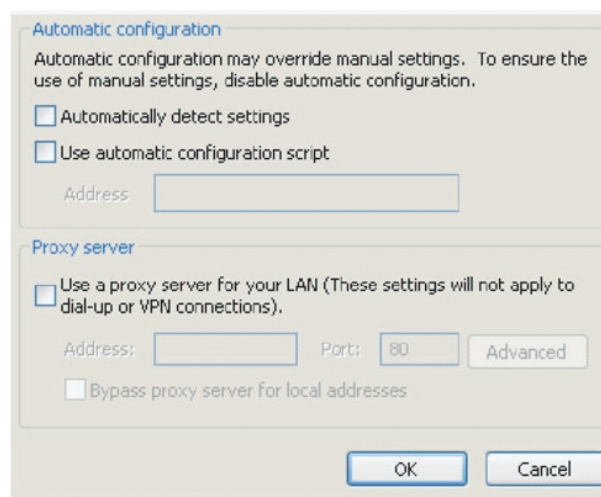 Automatic configuration
Automatic configuration may override manual settings. To ensure the
use of manual settings, disable automatic configuration.
Automatically detect settings
Use automatic configuration script
Address
Proxy server
Use a proxy server for your LAN (These settings will not apply to
dial-up or VPN connections).
Address: Port: 80 Advanced
Bypass proxy server for local addresses
OK Cancel